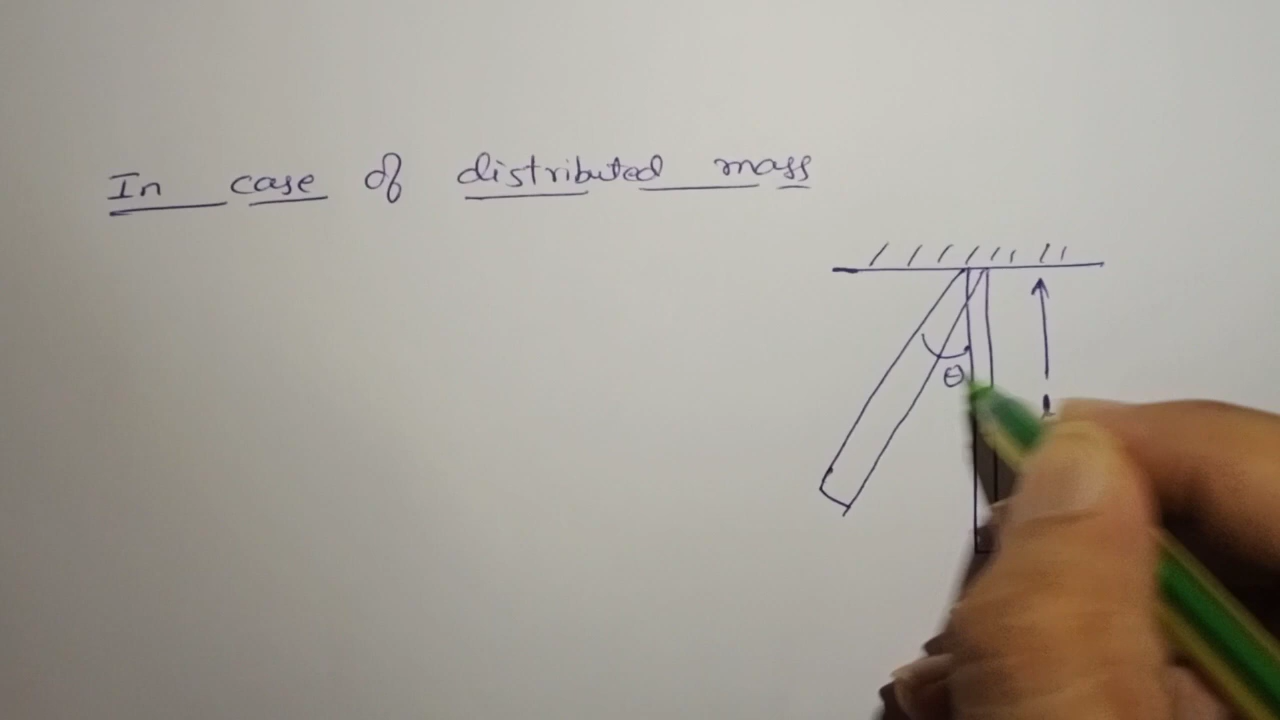 In case of distributed mass
θ